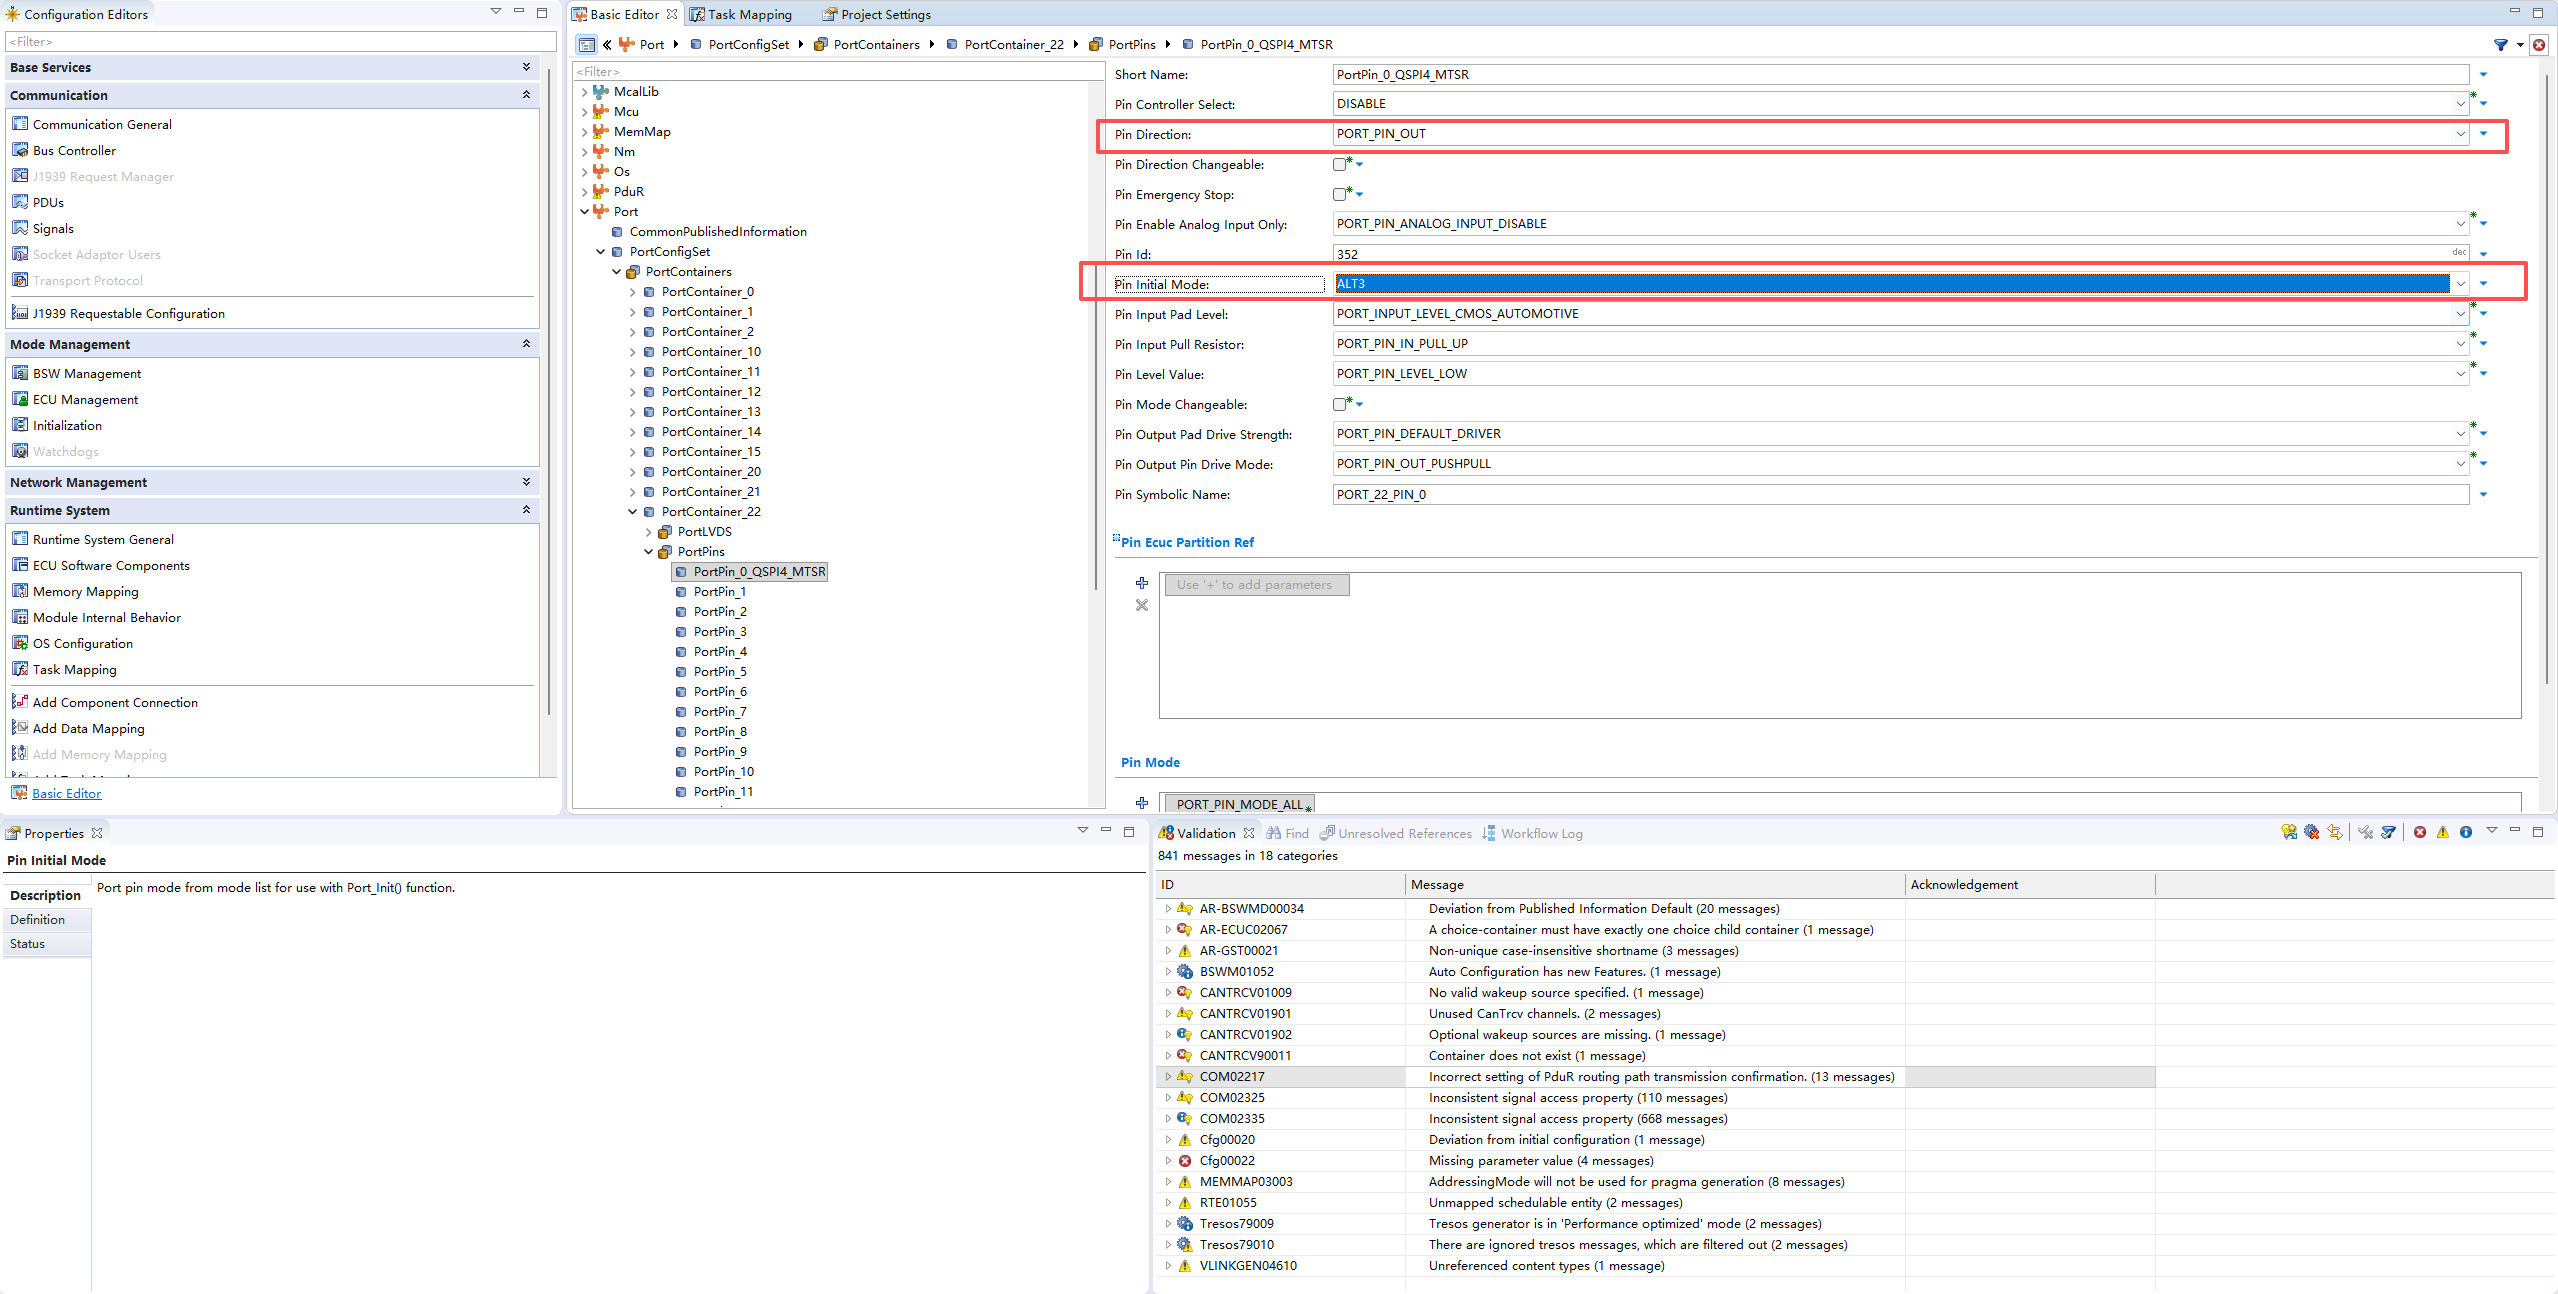 Configuration Editors
<Filter>
Base Services
Communication
Communication General
Bus Controller
J1939 Request Manager
PDUs
Signals
Socket Adaptor Users
Transport Protocol
J1939 Requestable Configuration
Mode Management
BSW Management
ECU Management
Initialization
Watchdogs
Network Management
Runtime System
Runtime System General
ECU Software Components
Memory Mapping
Module Internal Behavior
OS Configuration
Task Mapping
Add Component Connection
Add Data Mapping
Add Memory Mapping
Basic Editor
Basic Editor
Task Mapping
Project Settings
Port
PortConfigSet
PortContainers
PortContainer_22
PortPins
PortPin_0_QSPI4_MTSR
<Filter>
McalLib
Mcu
MemMap
Nm
Os
PduR
Port
CommonPublishedInformation
PortConfigSet
PortContainers
PortContainer_0
PortContainer_1
PortContainer_2
PortContainer_10
PortContainer_11
PortContainer_12
PortContainer_13
PortContainer_14
PortContainer_15
PortContainer_20
PortContainer_21
PortContainer_22
PortLVDS
PortPins
PortPin_0_QSPI4_MTSR
PortPin_1
PortPin_2
PortPin_3
PortPin_4
PortPin_5
PortPin_6
PortPin_7
PortPin_8
PortPin_9
PortPin_10
PortPin_11
Short Name: PortPin_0_QSPI4_MTSR
Pin Controller Select: DISABLE
Pin Direction: PORT_PIN_OUT
Pin Direction Changeable:
Pin Emergency Stop:
Pin Enable Analog Input Only: PORT_PIN_ANALOG_INPUT_DISABLE
Pin Id: 352 dec
Pin Initial Mode: ALT3
Pin Input Pad Level: PORT_INPUT_LEVEL_CMOS_AUTOMOTIVE
Pin Input Pull Resistor: PORT_PIN_IN_PULL_UP
Pin Level Value: PORT_PIN_LEVEL_LOW
Pin Mode Changeable:
Pin Output Pad Drive Strength: PORT_PIN_DEFAULT_DRIVER
Pin Output Pin Drive Mode: PORT_PIN_OUT_PUSHPULL
Pin Symbolic Name: PORT_22_PIN_0
Pin Ecuc Partition Ref
Use '+' to add parameters
Pin Mode
PORT_PIN_MODE_ALL
Properties
Pin Initial Mode
Description
Definition
Status
Port pin mode from mode list for use with Port_Init() function.
Validation
Find
Unresolved References
Workflow Log
841 messages in 18 categories
ID Message Acknowledgement
AR-BSWMD00034 Deviation from Published Information Default (20 messages)
AR-ECUC02067 A choice-container must have exactly one choice child container (1 message)
AR-GST00021 Non-unique case-insensitive shortname (3 messages)
BSWM01052 Auto Configuration has new Features. (1 message)
CANTRCV01009 No valid wakeup source specified. (1 message)
CANTRCV01901 Unused CanTrcv channels. (2 messages)
CANTRCV01902 Optional wakeup sources are missing. (1 message)
CANTRCV90011 Container does not exist (1 message)
COM02217 Incorrect setting of PduR routing path transmission confirmation. (13 messages)
COM02325 Inconsistent signal access property (110 messages)
COM02335 Inconsistent signal access property (668 messages)
Cfg00020 Deviation from initial configuration (1 message)
Cfg00022 Missing parameter value (4 messages)
MEMMAP03003 AddressingMode will not be used for pragma generation (8 messages)
RTE01055 Unmapped schedulable entity (2 messages)
Tresos79009 Tresos generator is in 'Performance optimized' mode (2 messages)
Tresos79010 There are ignored tresos messages, which are filtered out (2 messages)
VLINKGEN04610 Unreferenced content types (1 message)